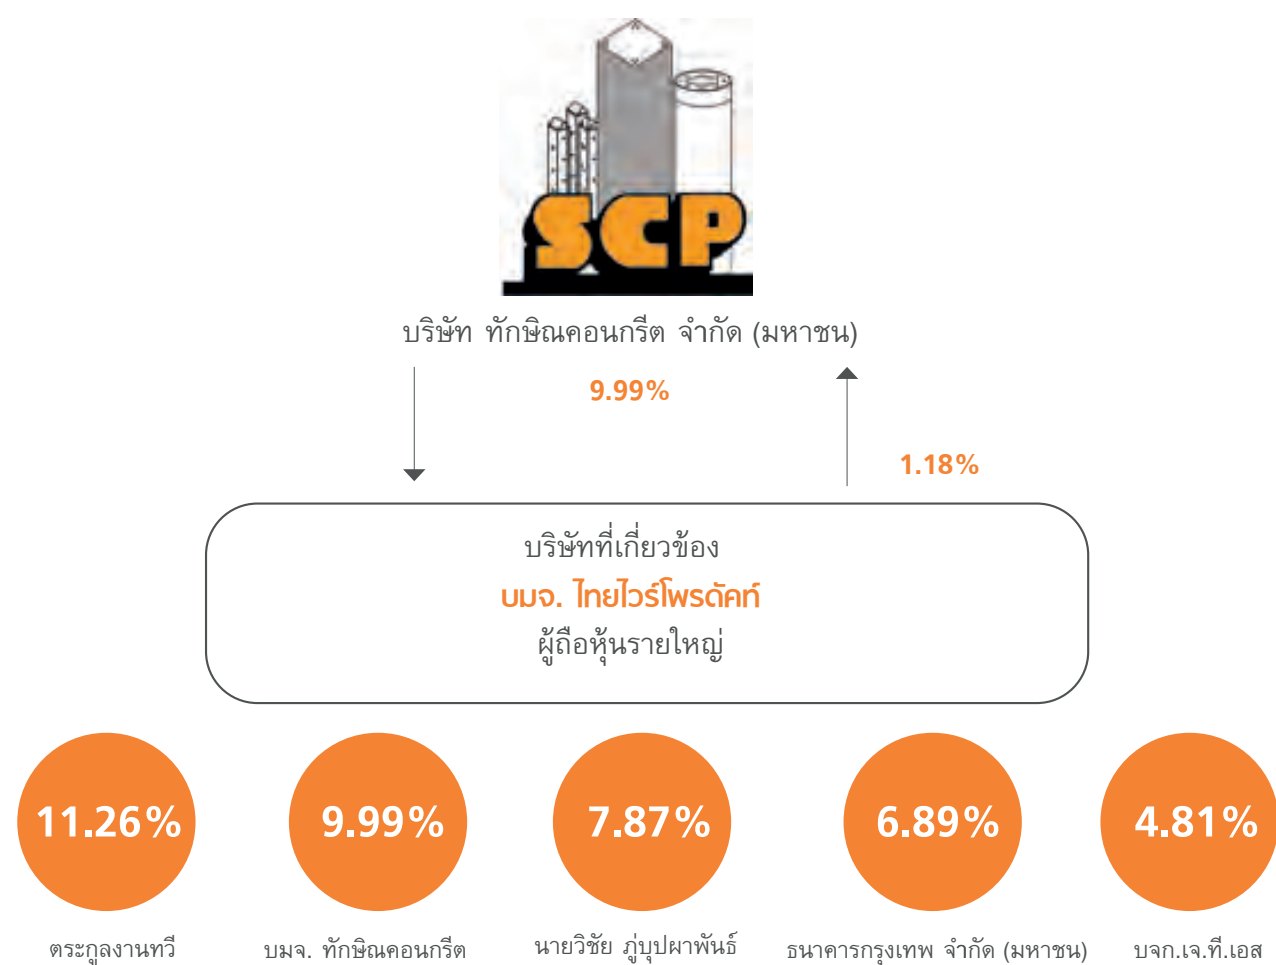 SCP
บริษัท ทักษิณคอนกรีต จำกัด (มหาชน)
9.99%
1.18%
บริษัทที่เกี่ยวข้อง
บมจ. ไทยไวร์โพรดัคท์
ผู้ถือหุ้นรายใหญ่
11.26% 9.99% 7.87% 6.89% 4.81%
ตระกูลงานทวี บมจ. ทักษิณคอนกรีต นายวิชัย ภู่บุปผาพันธ์ ธนาคารกรุงเทพ จำกัด (มหาชน) บจก.เจ.ที.เอส